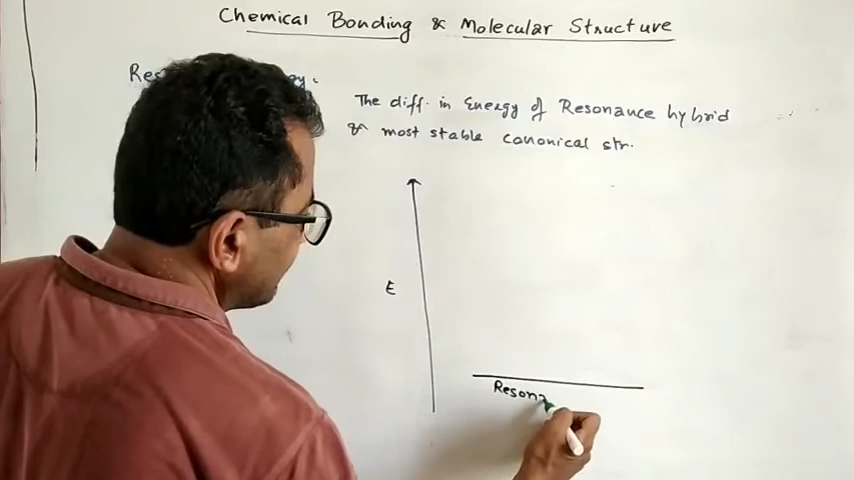 Chemical Bonding & Molecular Structure
The diff. in Energy of Resonance hybrid
& most stable canonical str.
E